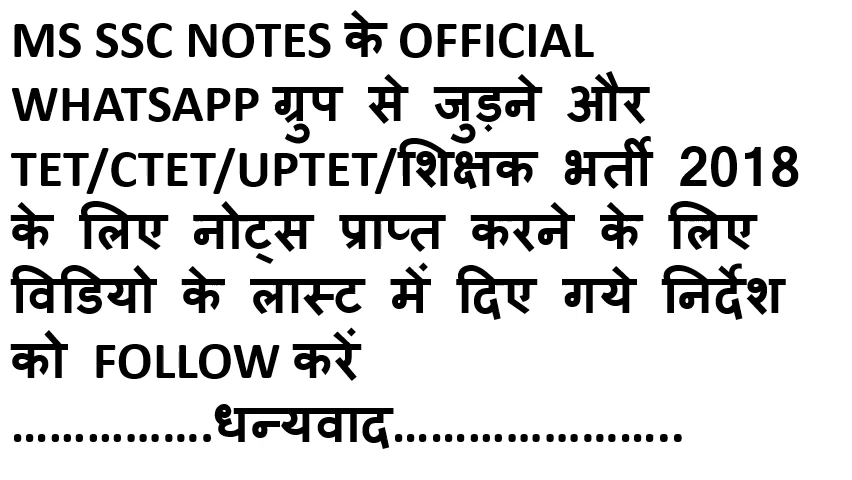 MS SSC NOTES के OFFICIAL
WHATSAPP ग्रुप से जुड़ने और
TET/CTET/UPTET/शिक्षक भर्ती 2018
के लिए नोट्स प्राप्त करने के लिए
विडियो के लास्ट में दिए गये निर्देश
को FOLLOW करें
................धन्यवाद.......................